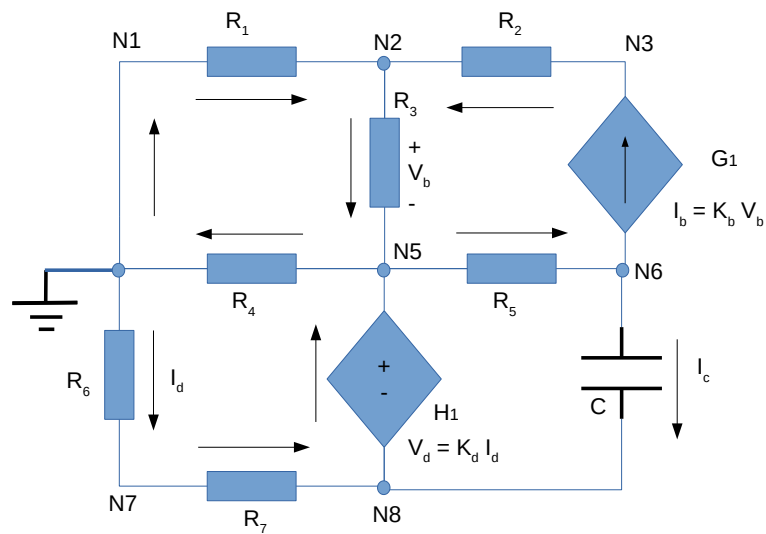 R1
R2
N1
N2
N3
R3
+
Vb
-
G1
Ib = Kb Vb
N5
N6
R4
R5
R6
Id
+
-
H1
Vd = Kd Id
C
Ic
N7
R7
N8